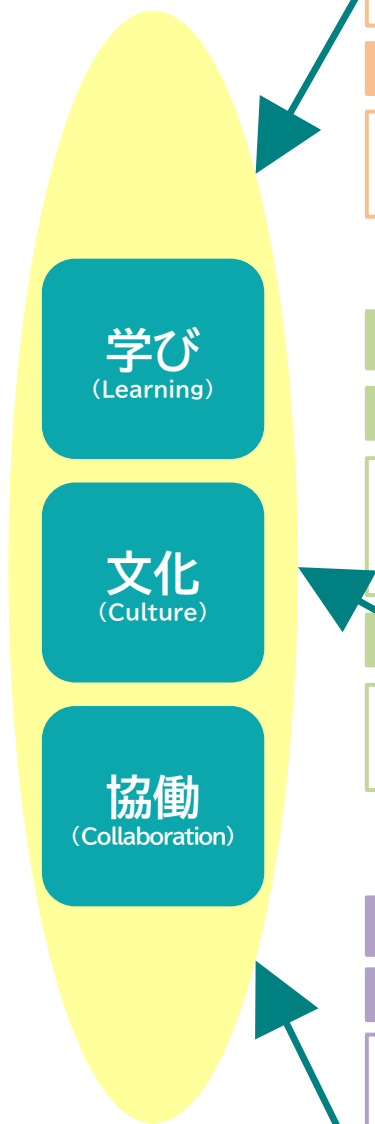 学び
（Learning）
文化
（Culture）
協働
（Collaboration）